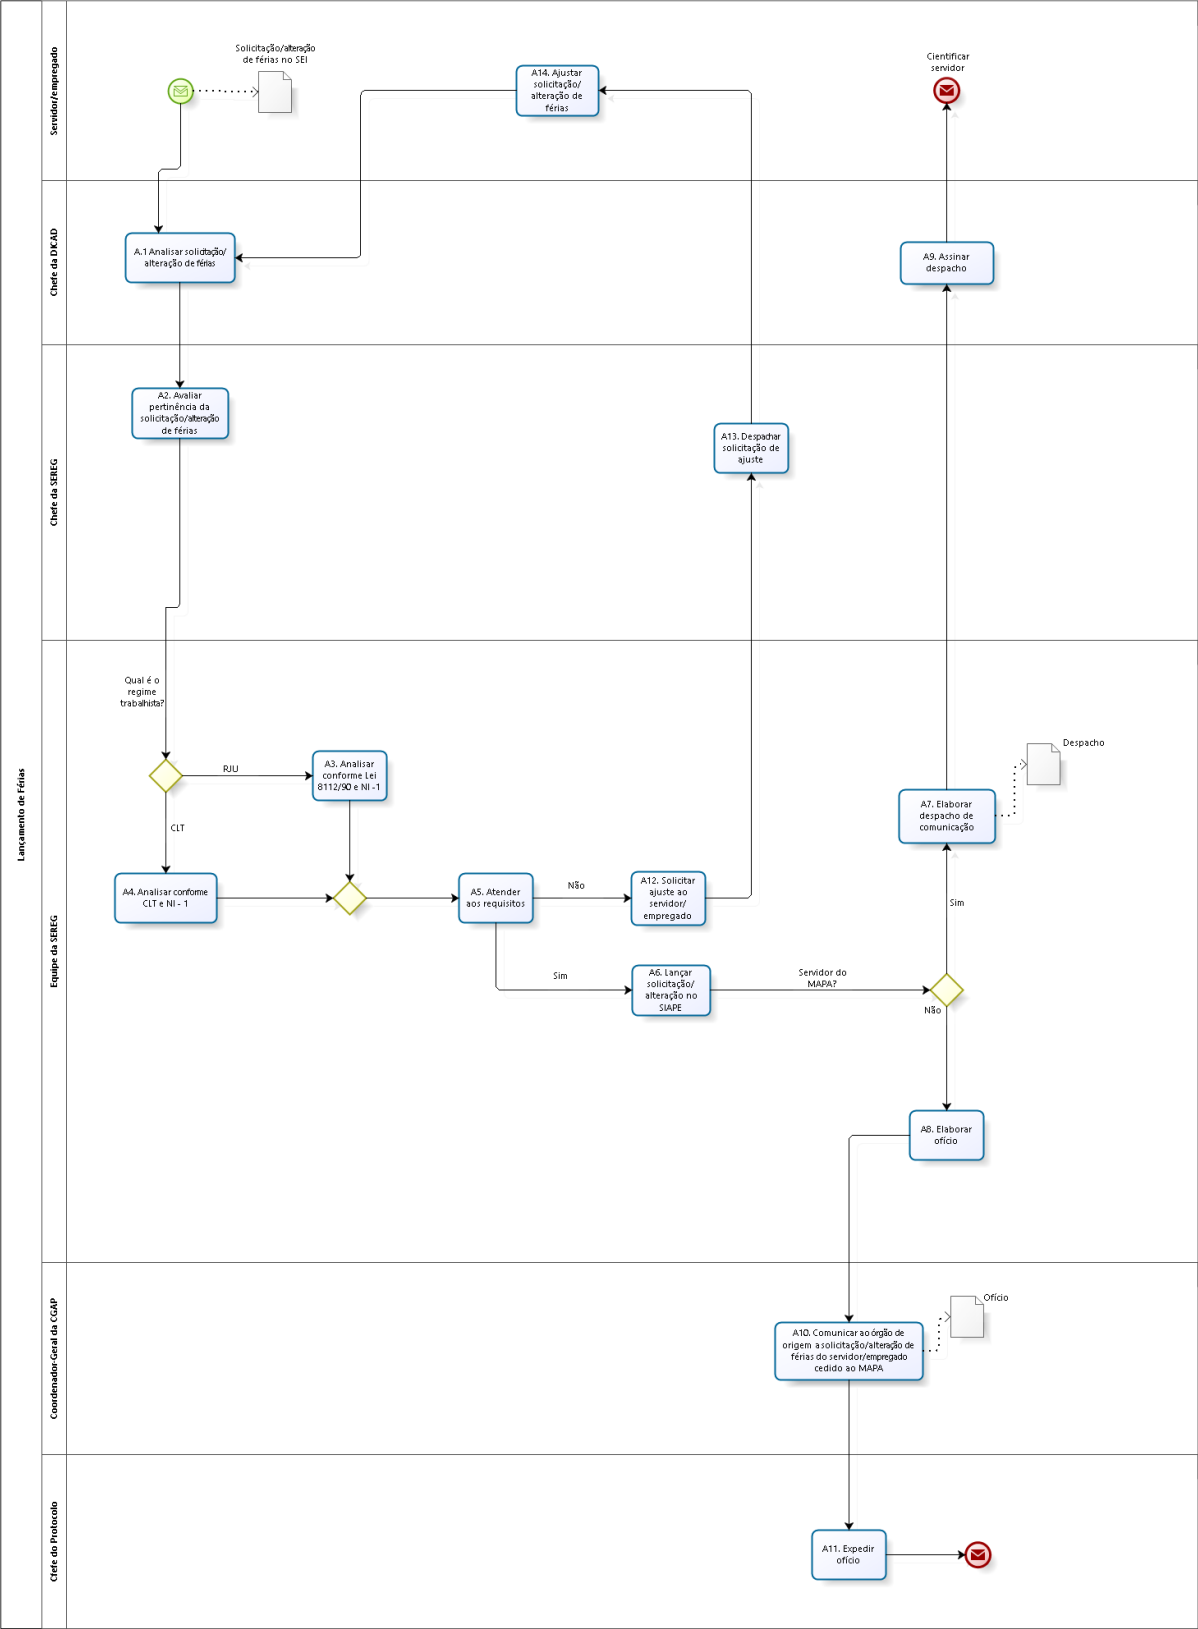 Lançamento de Férias
Servidor/empregado
Solicitação/alteração
de férias no SEI
A14. Ajustar
solicitação/
alteração de
férias
Cientificar
servidor
Chefe da DICAD
A.1 Analisar solicitação/
alteração de férias
A9. Assinar
despacho
Chefe da SEREG
A2. Avaliar
pertinência da
solicitação/alteração
de férias
A13. Despachar
solicitação de
ajuste
Equipe da SEREG
Qual é o
regime
trabalhista?
RJU
A3. Analisar
conforme Lei
8112/90 e NI -1
CLT
A4. Analisar conforme
CLT e NI - 1
A5. Atender
aos requisitos
Não
A12. Solicitar
ajuste ao
servidor/
empregado
Sim
A6. Lançar
solicitação/
alteração no
SIAPE
Servidor do
MAPA?
Despacho
A7. Elaborar
despacho de
comunicação
Sim
Não
A8. Elaborar
ofício
Coordenador-Geral da CGAP
A10. Comunicar ao órgão de
origem a solicitação/alteração de
férias do servidor/empregado
cedido ao MAPA
Ofício
Cfefe do Protocolo
A11. Expedir
ofício